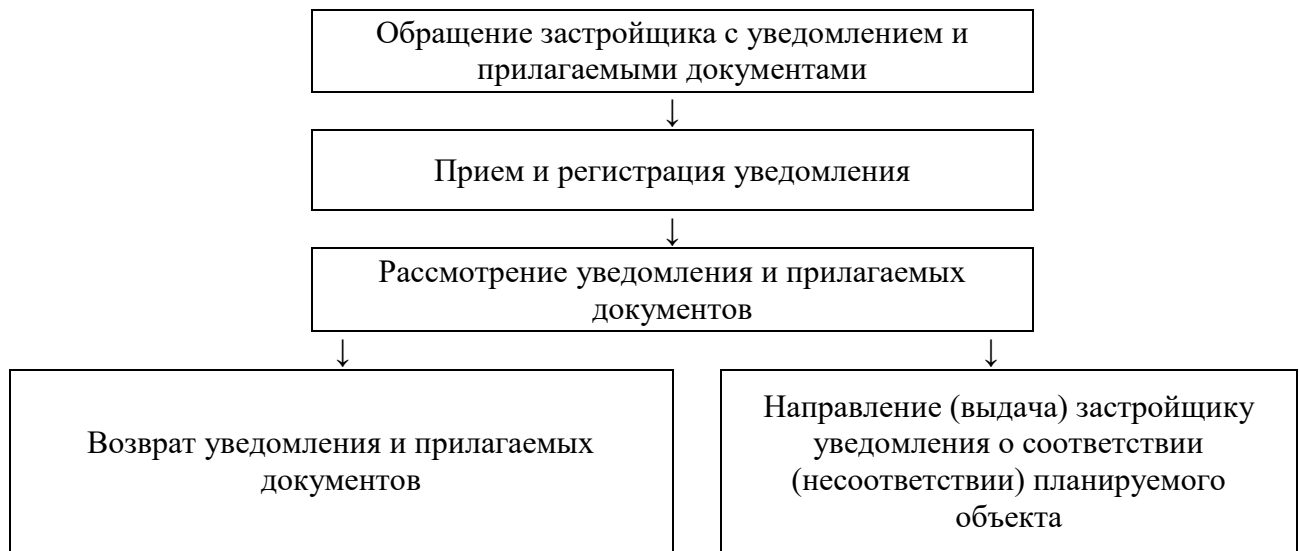 Обращение застройщика с уведомлением и
прилагаемыми документами
↓
Прием и регистрация уведомления
↓
Рассмотрение уведомления и прилагаемых
документов
↓ ↓
Возврат уведомления и прилагаемых
документов
Направление (выдача) застройщику
уведомления о соответствии
(несоответствии) планируемого
объекта